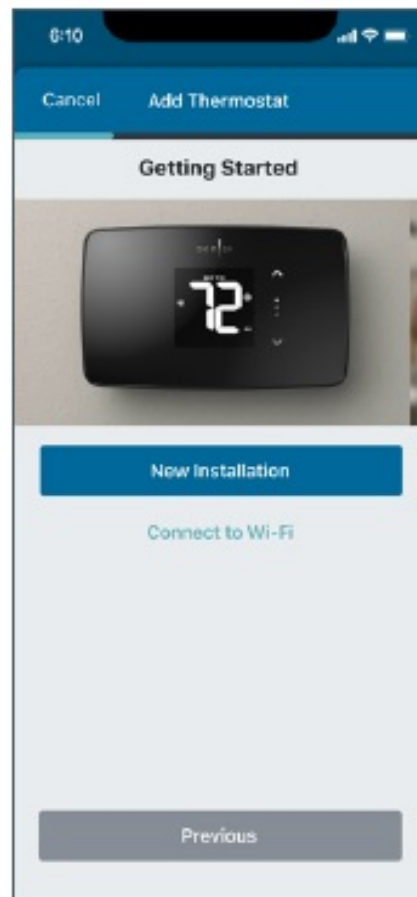 6:10
Cancel Add Thermostat
Getting Started
72
New Installation
Connect to Wi-Fi
Previous